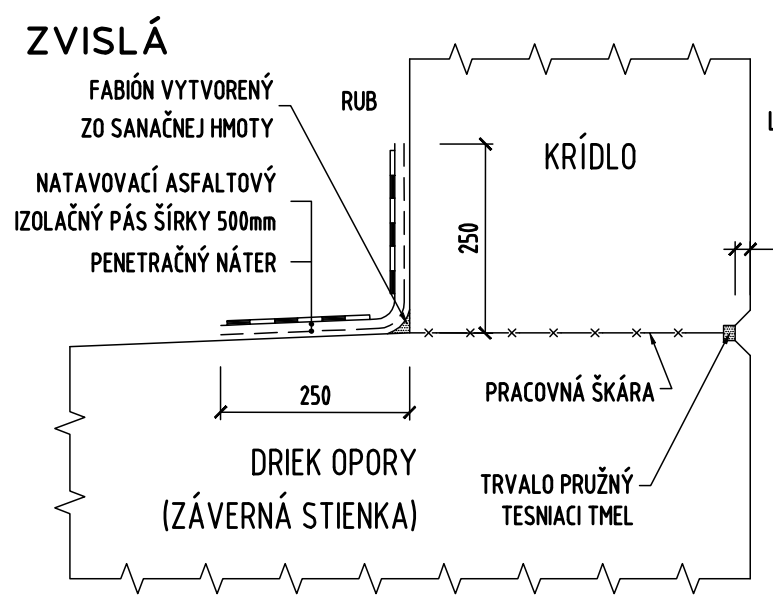 ZVISLÁ
FABIÓN VYTVORENÝ
ZO SANAČNEJ HMOTY
RUB
KRÍDLO
NATAVOVACÍ ASFALTOVÝ
IZOLAČNÝ PÁS ŠÍRKY 500mm
PENETRAČNÝ NÁTER
250
250
PRACOVNÁ ŠKÁRA
DRIEK OPORY
(ZÁVERNÁ STIENKA)
TRVALO PRUŽNÝ
TESNIACI TMEL